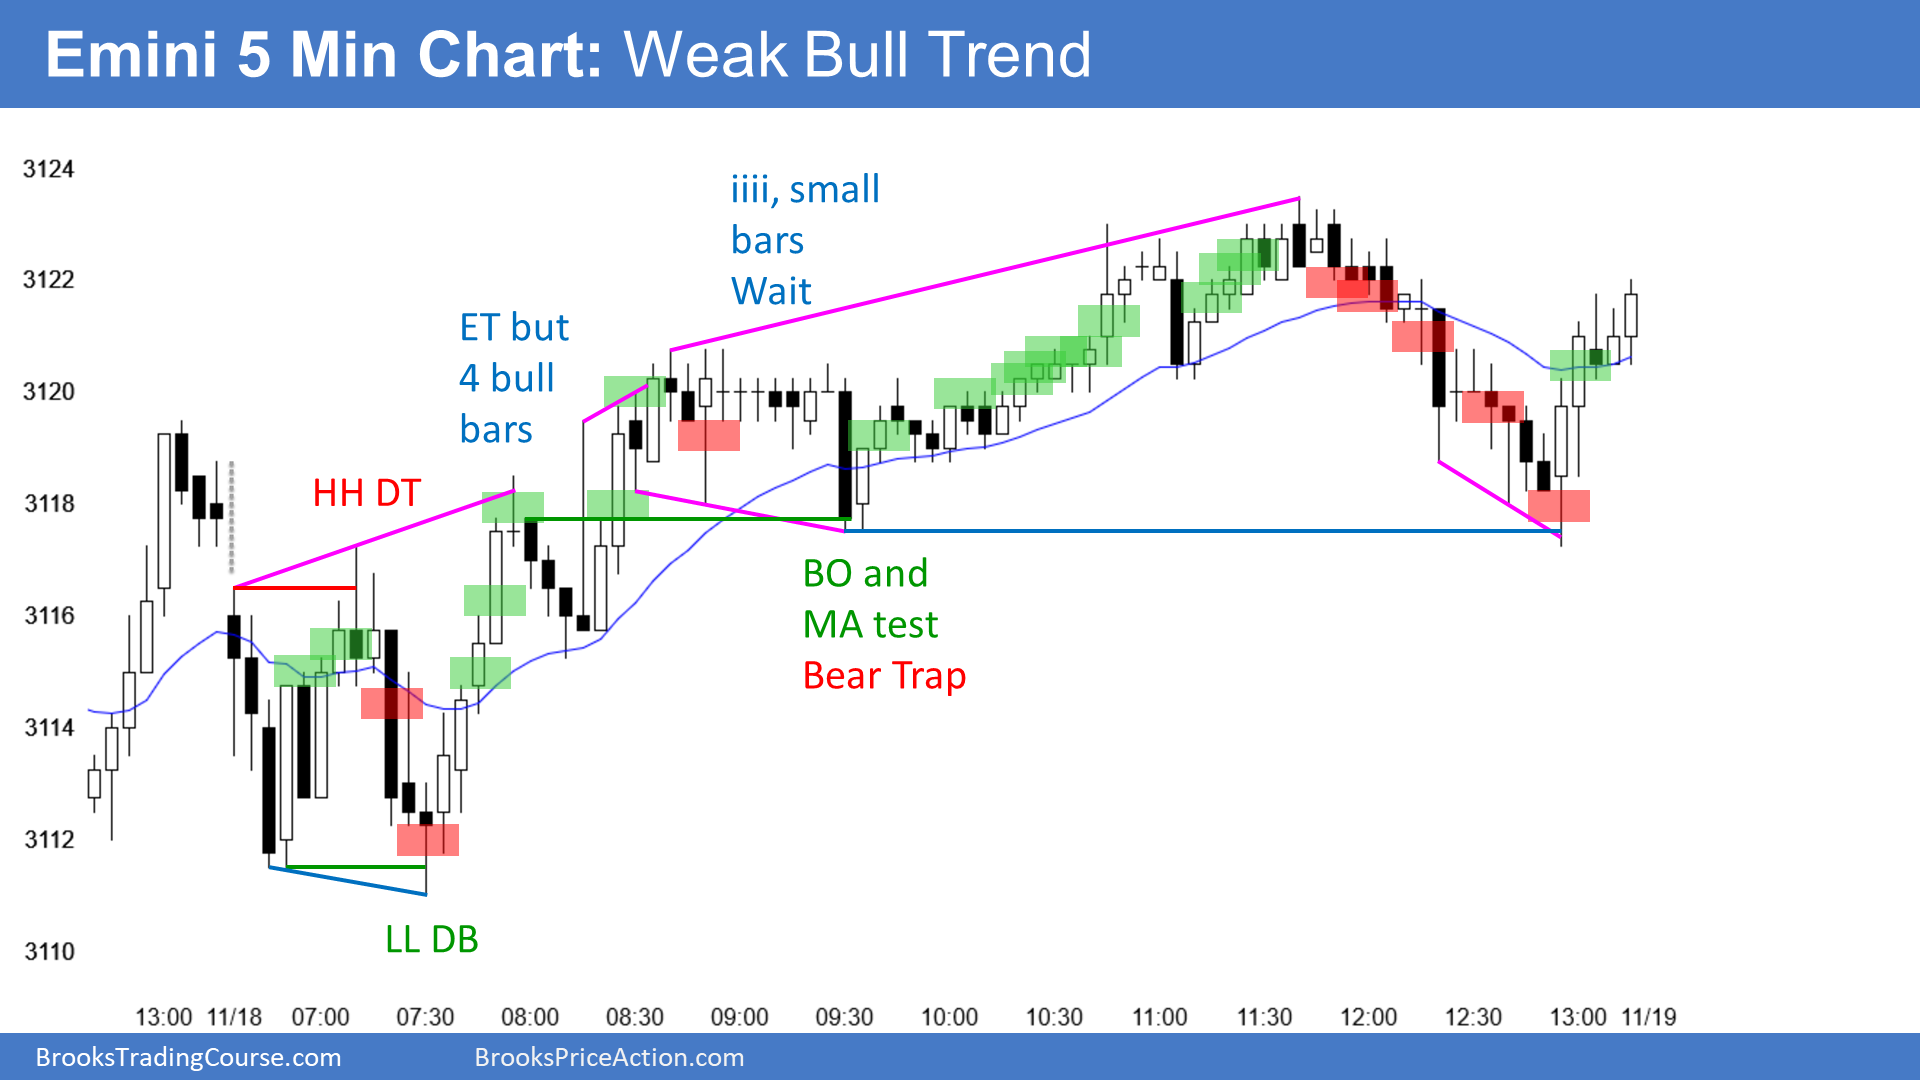 Emini 5 Min Chart: Weak Bull Trend
3124
3122
3120
3118
3116
3114
3112
3110
iiii, small
bars
Wait
ET but
4 bull
bars
HH DT
BO and
MA test
Bear Trap
LL DB
13:00 11/18 07:00 07:30 08:00 08:30 09:00 09:30 10:00 10:30 11:00 11:30 12:00 12:30 13:00 11/19
BrooksTradingCourse.com BrooksPriceAction.com